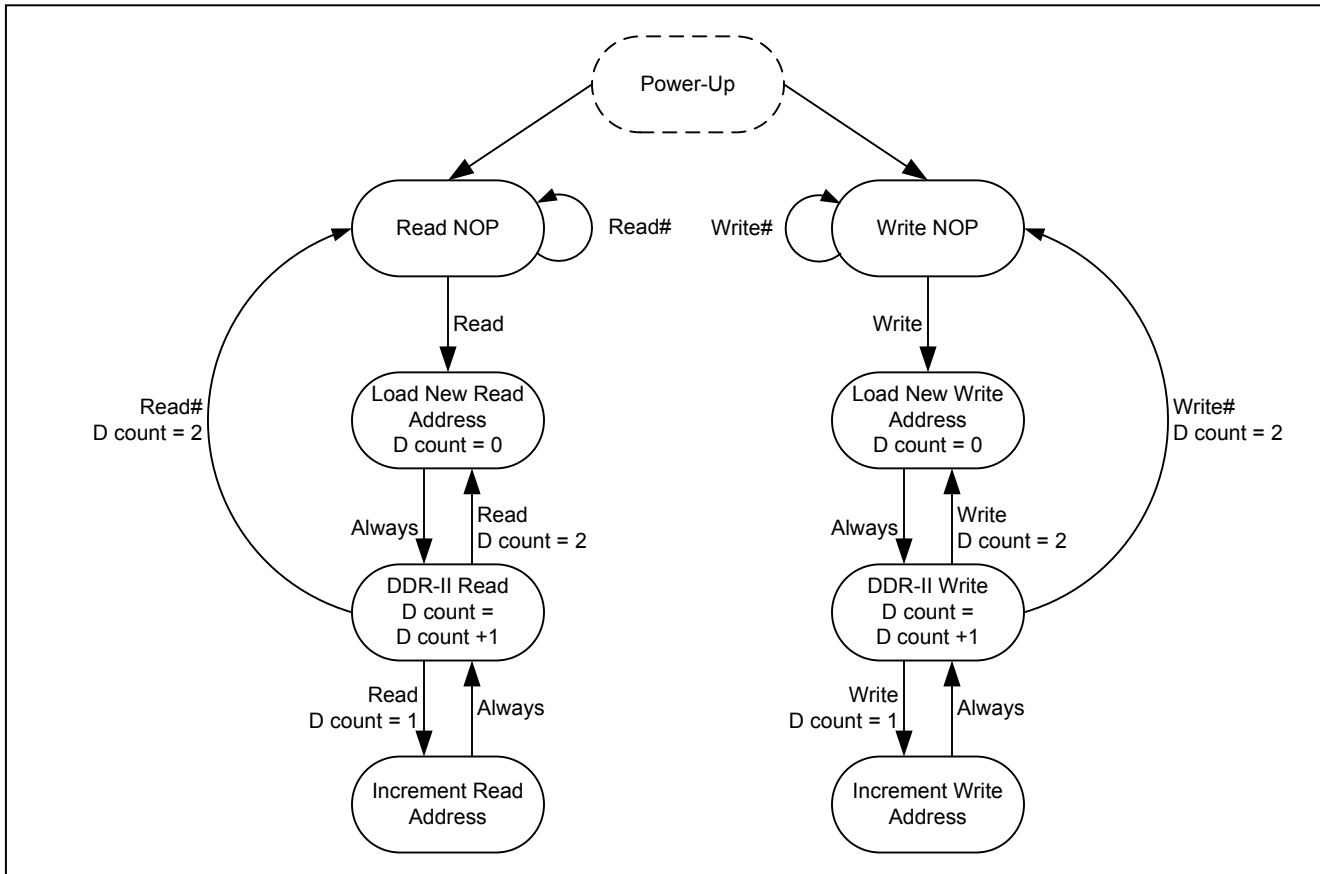 Power-Up
Read NOP
Read#
Write#
Write NOP
Read
Write
Load New Read
Address
D count = 0
Load New Write
Address
D count = 0
Read#
D count = 2
Write#
D count = 2
Always
Read
D count = 2
Always
Write
D count = 2
DDR-II Read
D count =
D count +1
DDR-II Write
D count =
D count +1
Read
D count = 1
Always
Write
D count = 1
Always
Increment Read
Address
Increment Write
Address